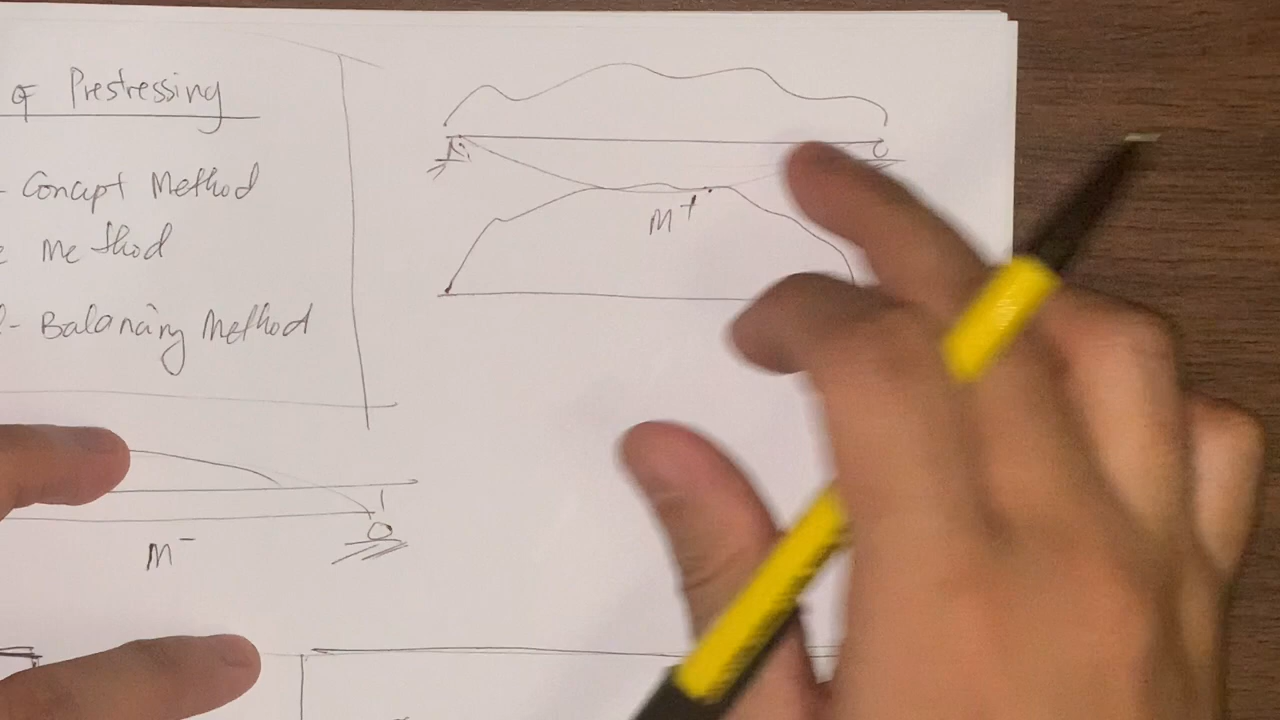 of Prestressing
- Concept Method
Method
- Balancing Method
M+
M-